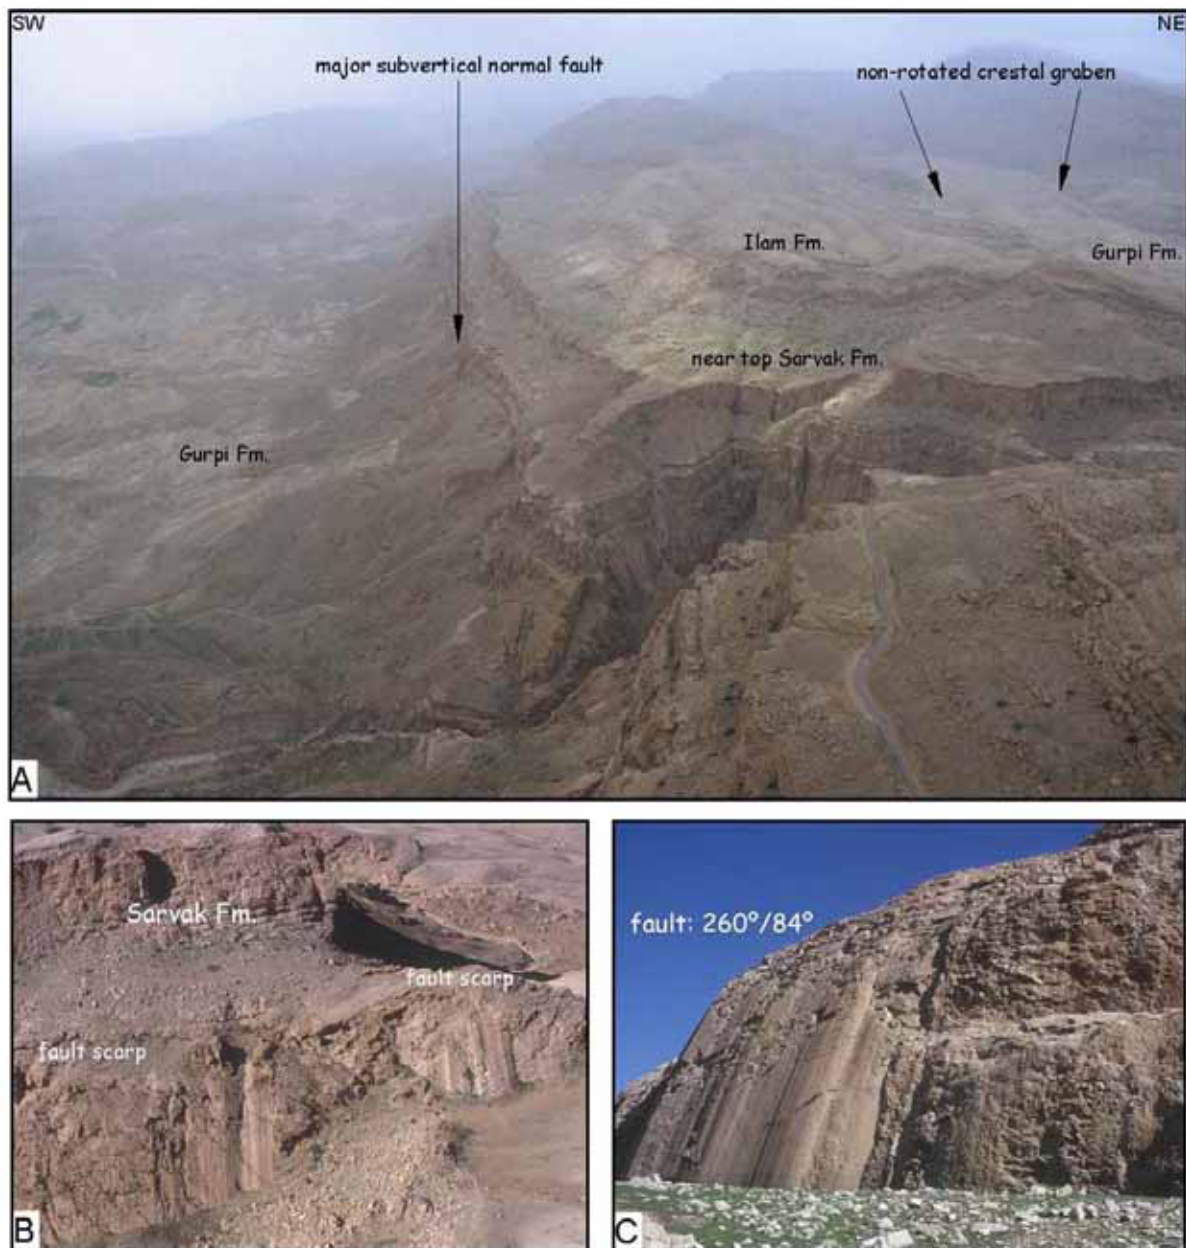 SW
NE
major subvertical normal fault
non-rotated crestal graben
Ilam Fm.
Gurpi Fm.
near top Sarvak Fm.
Gurpi Fm.
A
Sarvak Fm.
fault scarp
fault scarp
B
fault: 260°/84°
C